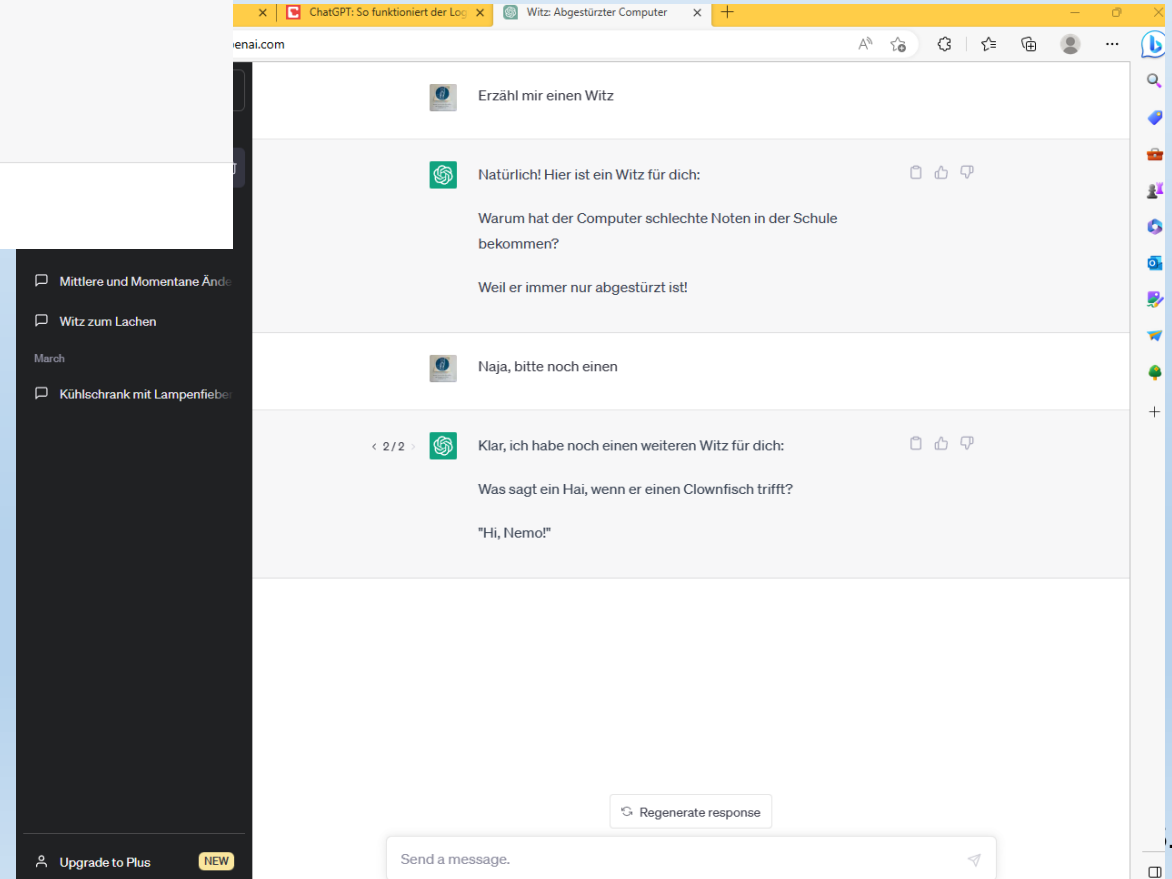 ChatGPT: So funktioniert der Log
Witz: Abgestürzter Computer
enai.com
Erzähl mir einen Witz
Natürlich! Hier ist ein Witz für dich:
Warum hat der Computer schlechte Noten in der Schule
bekommen?
Weil er immer nur abgestürzt ist!
Mittlere und Momentane Ände
Witz zum Lachen
March
Naja, bitte noch einen
Kühlschrank mit Lampenfieber
< 2/2 >
Klar, ich habe noch einen weiteren Witz für dich:
Was sagt ein Hai, wenn er einen Clownfisch trifft?
"Hi, Nemo!"
Regenerate response
Send a message.
Upgrade to Plus NEW